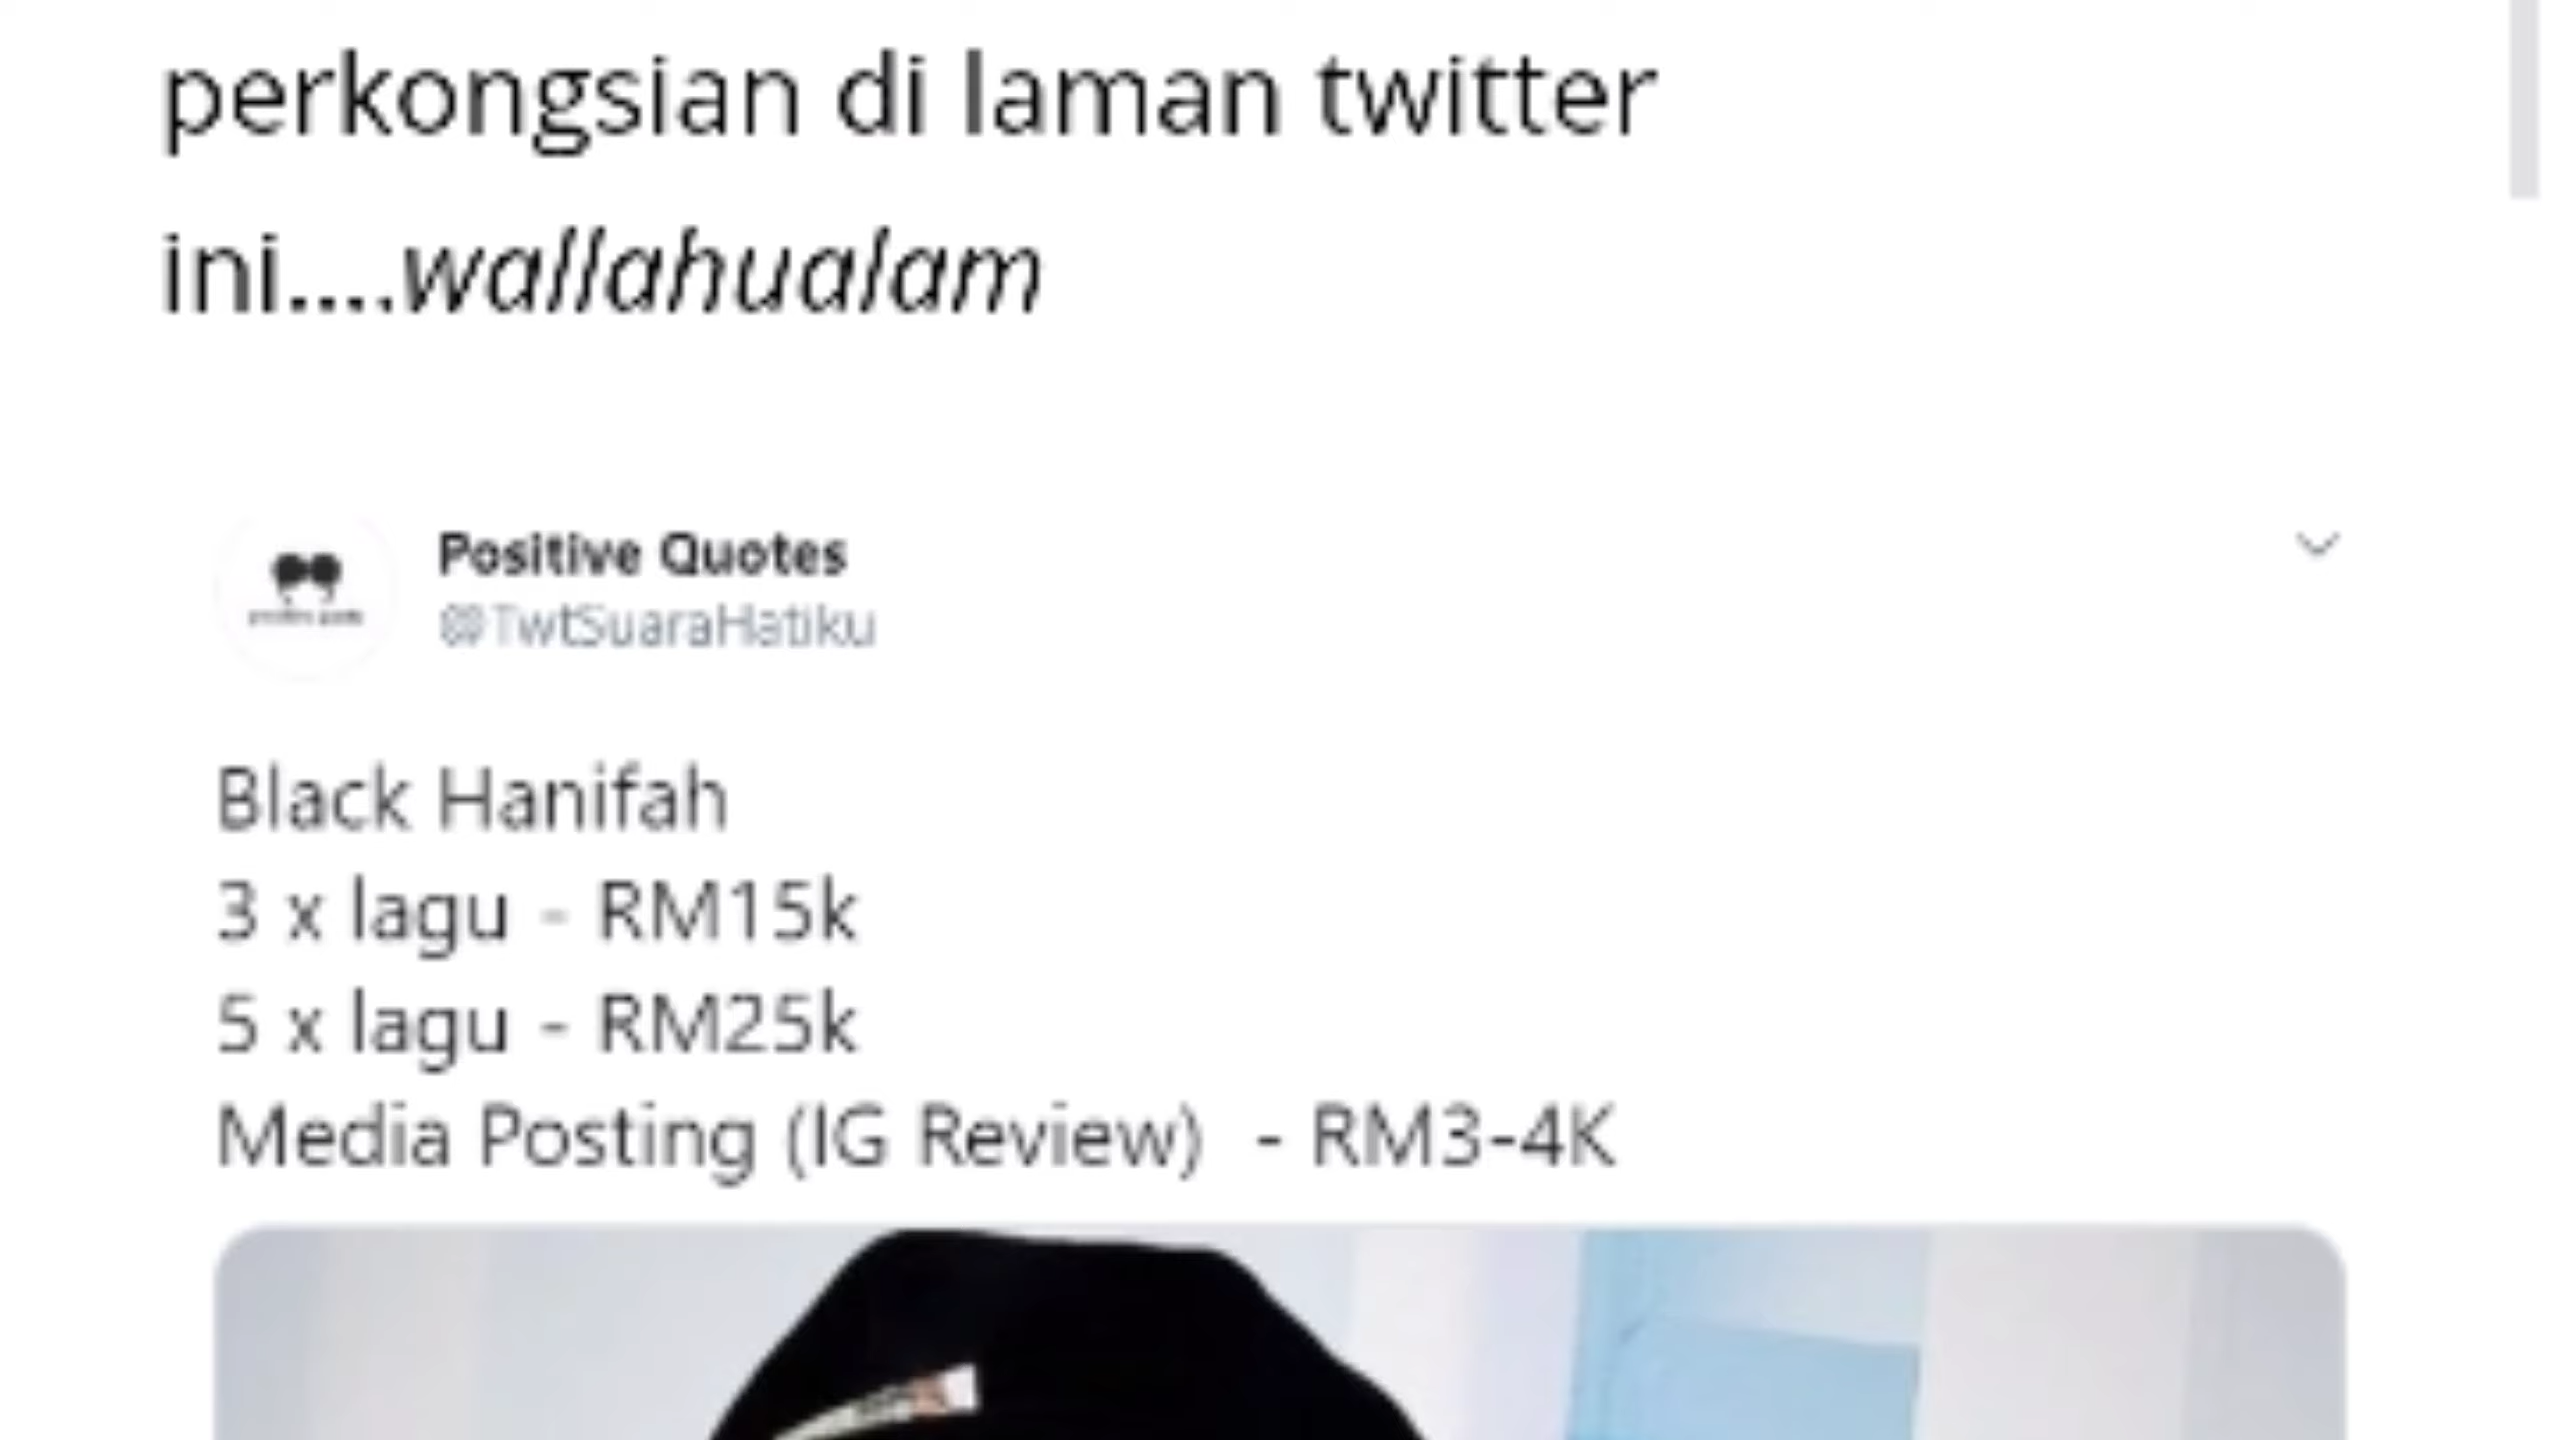 perkongsian di laman twitter
ini....wallahualam
Positive Quotes
@TwtSuaraHatiku
Black Hanifah
3 x lagu - RM15k
5 x lagu - RM25k
Media Posting (IG Review)  - RM3-4K